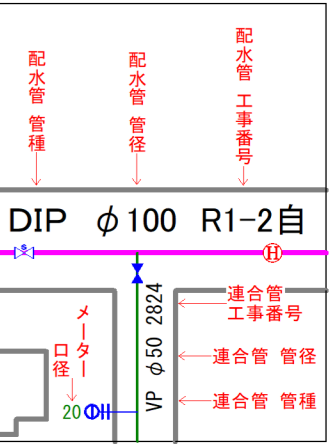 配水管 管種
配水管 管径
配水管 工事番号
DIP φ100 R1-2自
S
H
VP φ50 2824
連合管
工事番号
連合管 管径
連合管 管種
メーター
口径
20